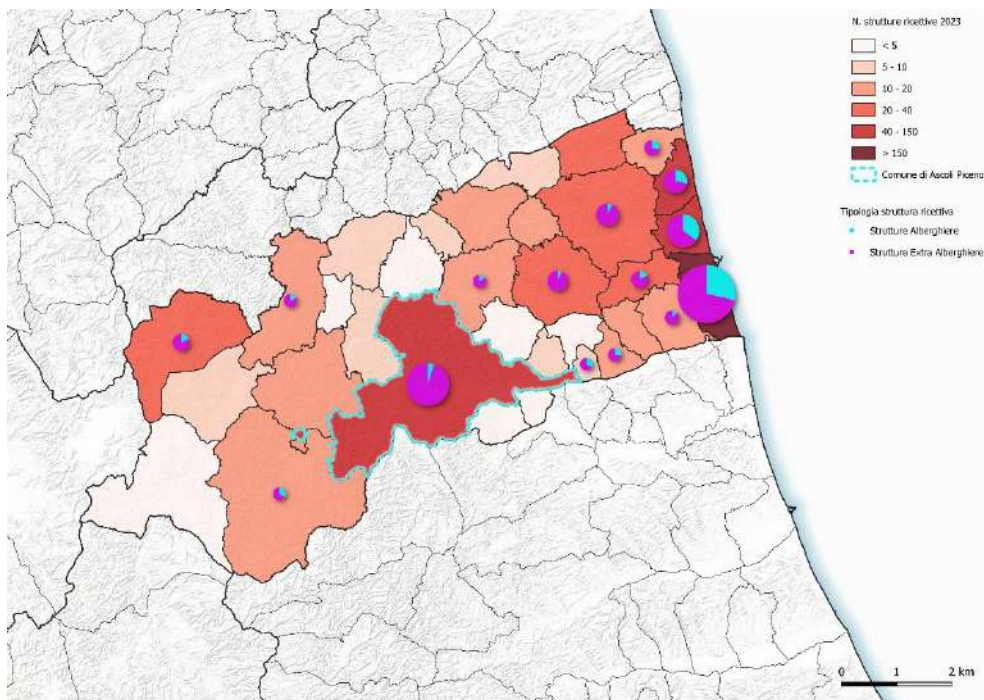 N. strutture ricettive 2023
< 5
5 - 10
10 - 20
20 - 40
40 - 150
> 150
Comune di Ascoli Piceno
Tipologia struttura ricettiva
Strutture Alberghiere
Strutture Extra Alberghiere
0 1 2 km